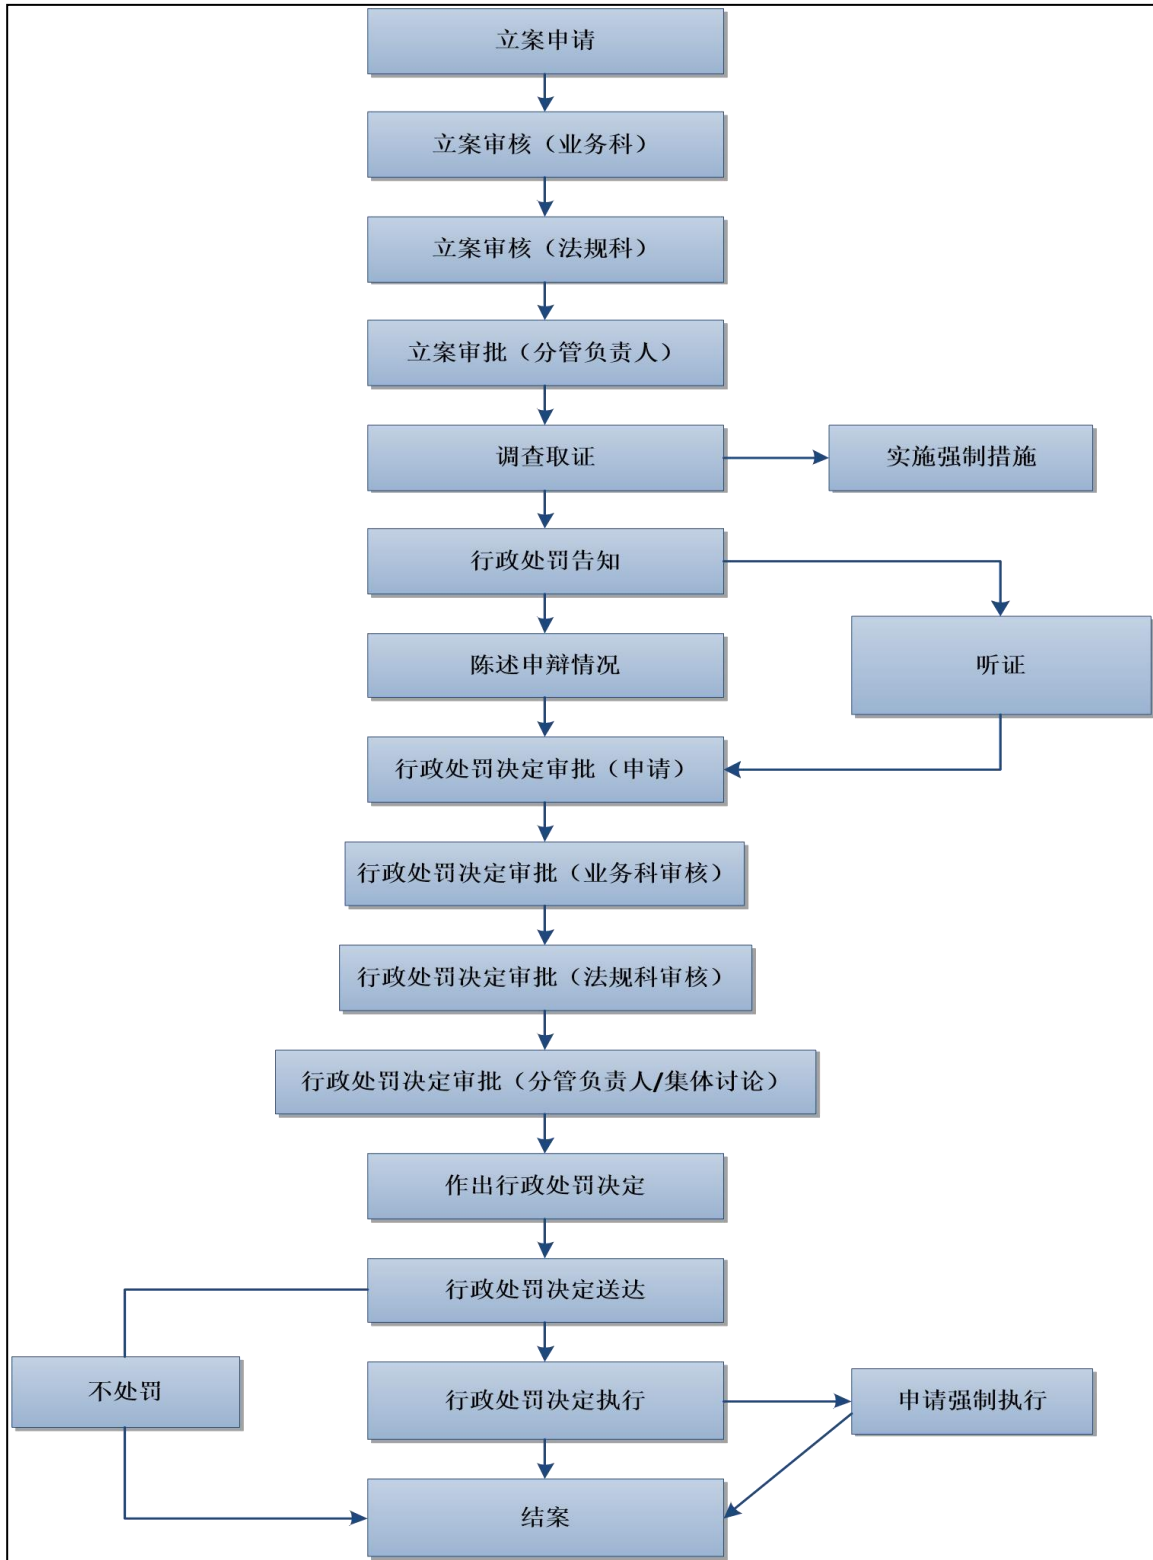 立案申请
立案审核（业务科）
立案审核（法规科）
立案审批（分管负责人）
调查取证
实施强制措施
行政处罚告知
陈述申辩情况
听证
行政处罚决定审批（申请）
行政处罚决定审批（业务科审核）
行政处罚决定审批（法规科审核）
行政处罚决定审批（分管负责人/集体讨论）
作出行政处罚决定
行政处罚决定送达
不处罚
行政处罚决定执行
申请强制执行
结案